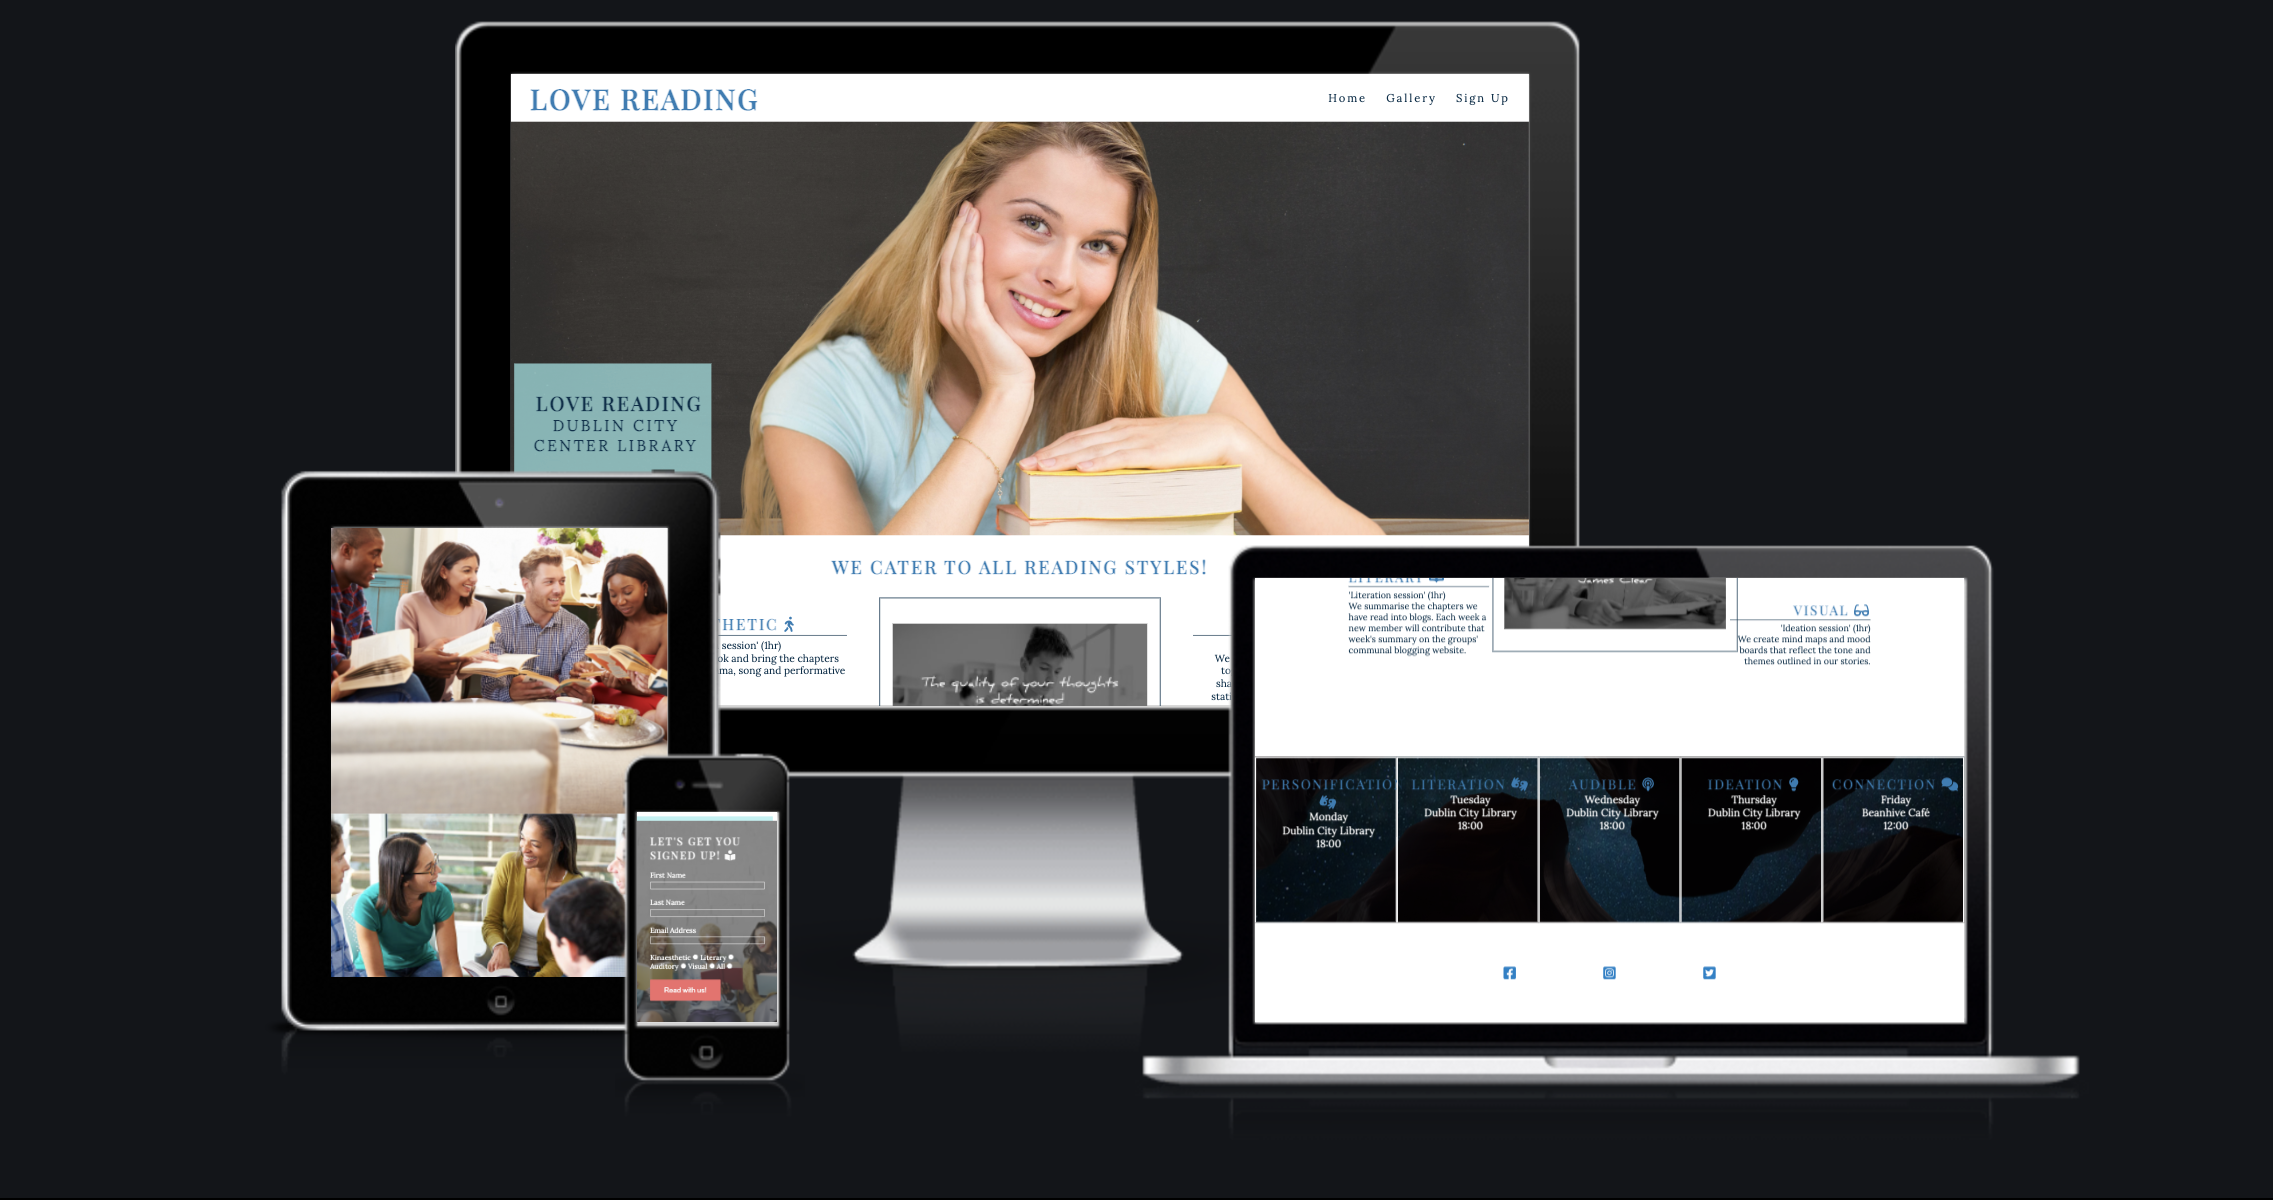 LOVE READING
Home Gallery Sign Up
LOVE READING
DUBLIN CITY
CENTER LIBRARY
WE CATER TO ALL READING STYLES!
HETIC
session' (1hr)
ok and bring the chapters
ma, song and performative
The quality of your thoughts
is determined
We
to
sha
stat
LET'S GET YOU
SIGNED UP!
First Name
Last Name
Email Address
Kinaesthetic Literary
Auditory Visual All
Read with us!
LITERARY
'Literation session' (1hr)
We summarise the chapters we
have read into blogs. Each week a
new member will contribute that
week's summary on the groups'
communal blogging website.
James Clear
VISUAL
'Ideation session' (1hr)
We create mind maps and mood
boards that reflect the tone and
themes outlined in our stories.
PERSONIFICATIO
Monday
Dublin City Library
18:00
LITERATION
Tuesday
Dublin City Library
18:00
AUDIBLE
Wednesday
Dublin City Library
18:00
IDEATION
Thursday
Dublin City Library
18:00
CONNECTION
Friday
Beanhive Café
12:00